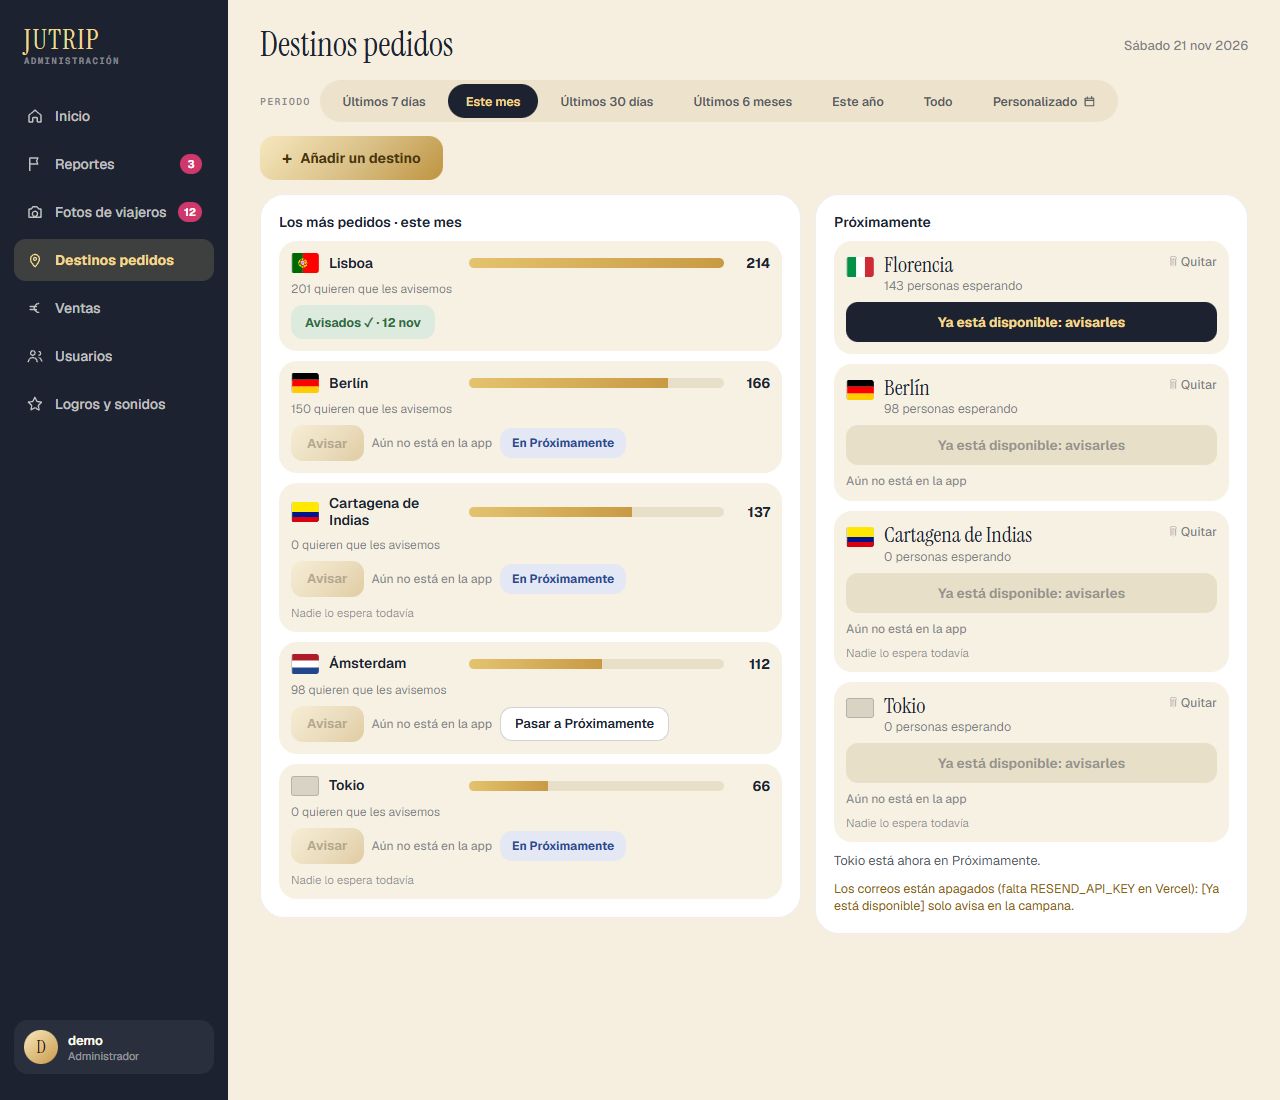 JUTRIP
ADMINISTRACIÓN
Inicio
Reportes
3
Fotos de viajeros
12
Destinos pedidos
Ventas
Usuarios
Logros y sonidos
D
demo
Administrador
Destinos pedidos
Sábado 21 nov 2026
PERIODO
Últimos 7 días
Este mes
Últimos 30 días
Últimos 6 meses
Este año
Todo
Personalizado
+ Añadir un destino
Los más pedidos · este mes
Lisboa
214
201 quieren que les avisemos
Avisados ✓ · 12 nov
Berlín
166
150 quieren que les avisemos
Avisar
Aún no está en la app
En Próximamente
Cartagena de
Indias
137
0 quieren que les avisemos
Avisar
Aún no está en la app
En Próximamente
Nadie lo espera todavía
Ámsterdam
112
98 quieren que les avisemos
Avisar
Aún no está en la app
Pasar a Próximamente
Tokio
66
0 quieren que les avisemos
Avisar
Aún no está en la app
En Próximamente
Nadie lo espera todavía
Próximamente
Florencia
Quitar
143 personas esperando
Ya está disponible: avisarles
Berlín
Quitar
98 personas esperando
Ya está disponible: avisarles
Aún no está en la app
Cartagena de Indias
Quitar
0 personas esperando
Ya está disponible: avisarles
Aún no está en la app
Nadie lo espera todavía
Tokio
Quitar
0 personas esperando
Ya está disponible: avisarles
Aún no está en la app
Nadie lo espera todavía
Tokio está ahora en Próximamente.
Los correos están apagados (falta RESEND_API_KEY en Vercel): [Ya
está disponible] solo avisa en la campana.